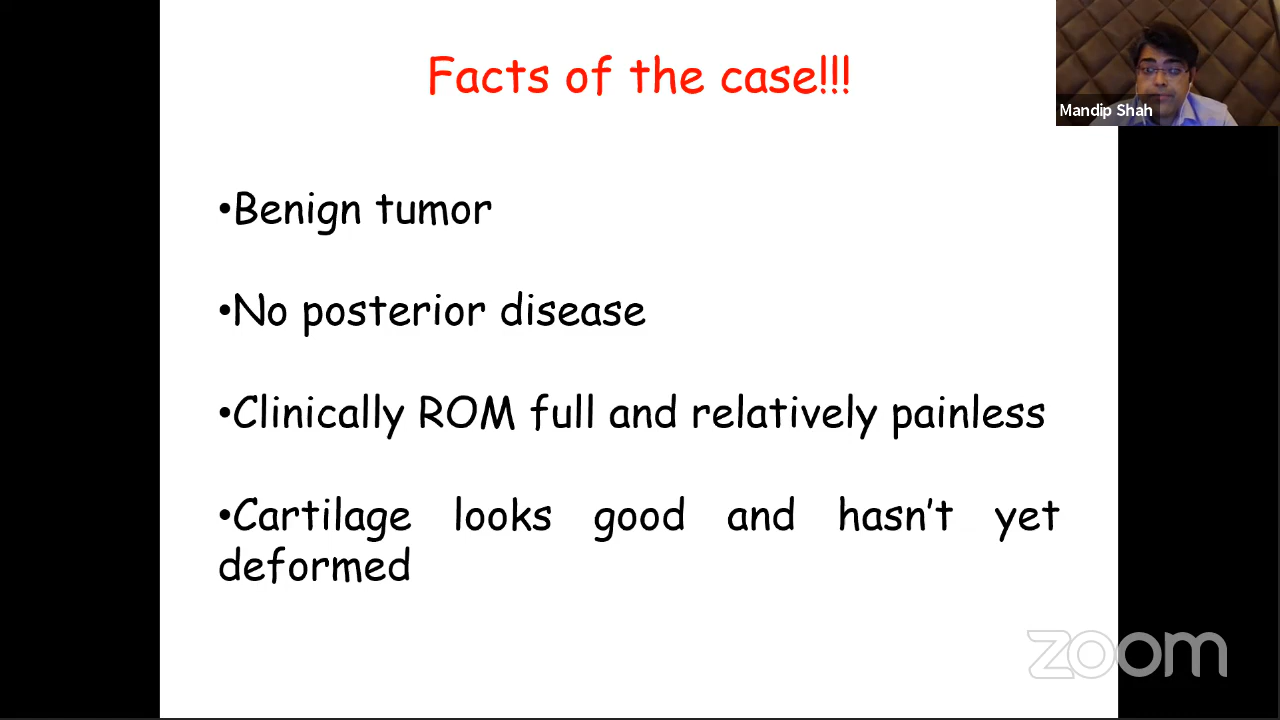 Facts of the case!!!
Mandip Shah
•Benign tumor
•No posterior disease
•Clinically ROM full and relatively painless
•Cartilage looks good and hasn't yet
deformed
zoom